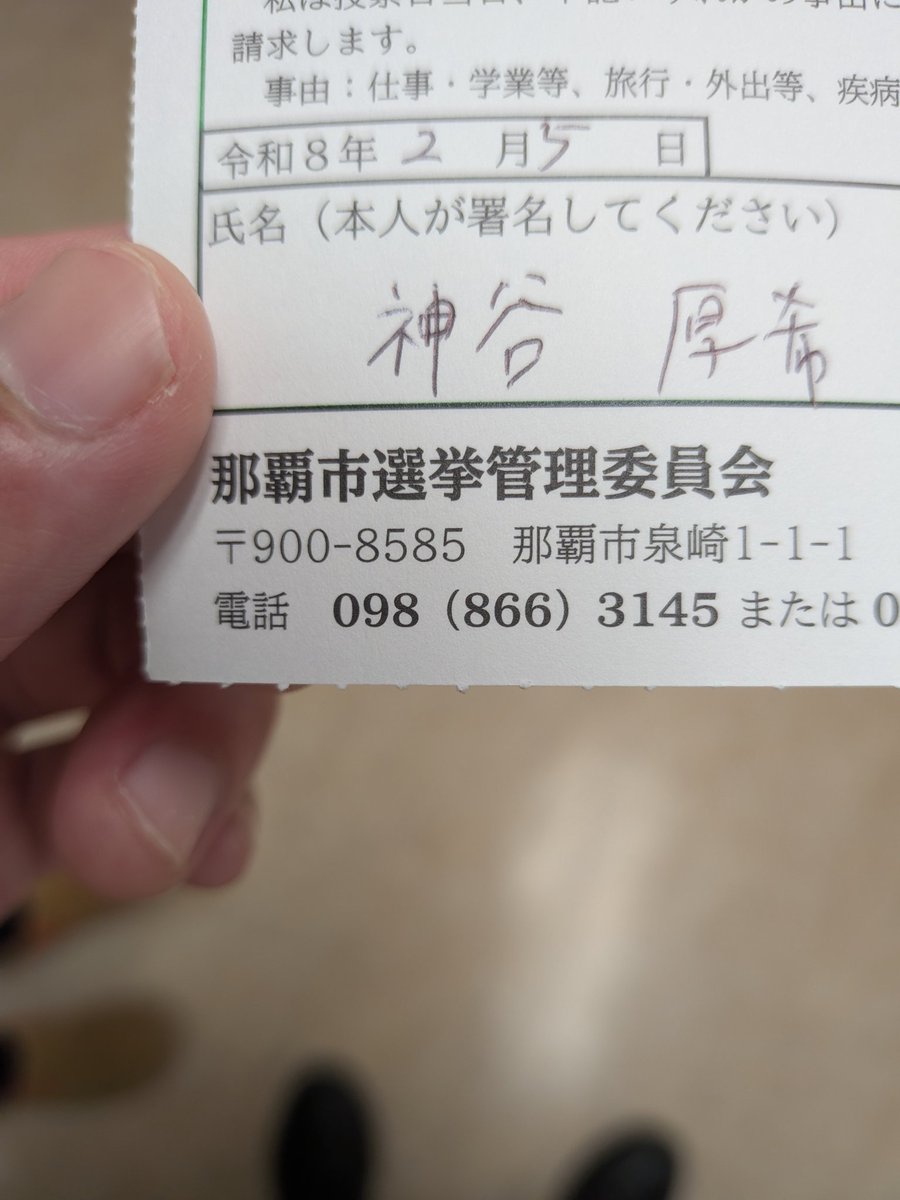 請求します。
事由：仕事・学業等、旅行・外出等、疾病
令和8年 2 月 5 日
氏名（本人が署名してください）
神谷 厚希
那覇市選挙管理委員会
〒900-8585 那覇市泉崎1-1-1
電話 098（866）3145 または 0